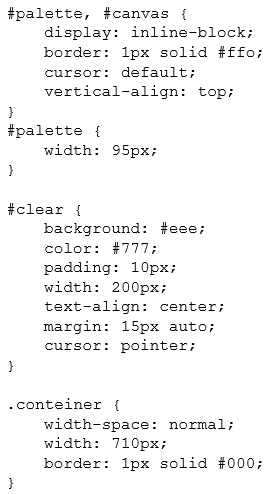 #palette, #canvas {
    display: inline-block;
    border: 1px solid #ffo;
    cursor: default;
    vertical-align: top;
}
#palette {
    width: 95px;
}

#clear {
    background: #eee;
    color: #777;
    padding: 10px;
    width: 200px;
    text-align: center;
    margin: 15px auto;
    cursor: pointer;
}

.conteiner {
    width-space: normal;
    width: 710px;
    border: 1px solid #000;
}